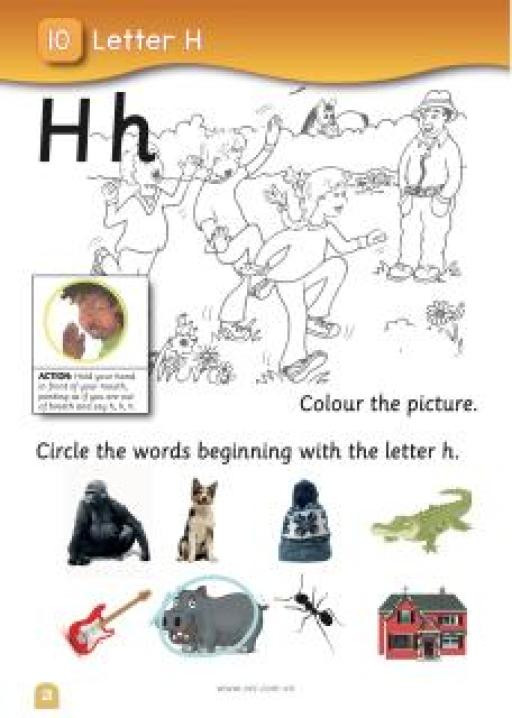 10 Letter H
H h
ACTION: Hold your hand
in front of your mouth,
panting as if you are out
of breath and say h, h, h.
Colour the picture.
Circle the words beginning with the letter h.